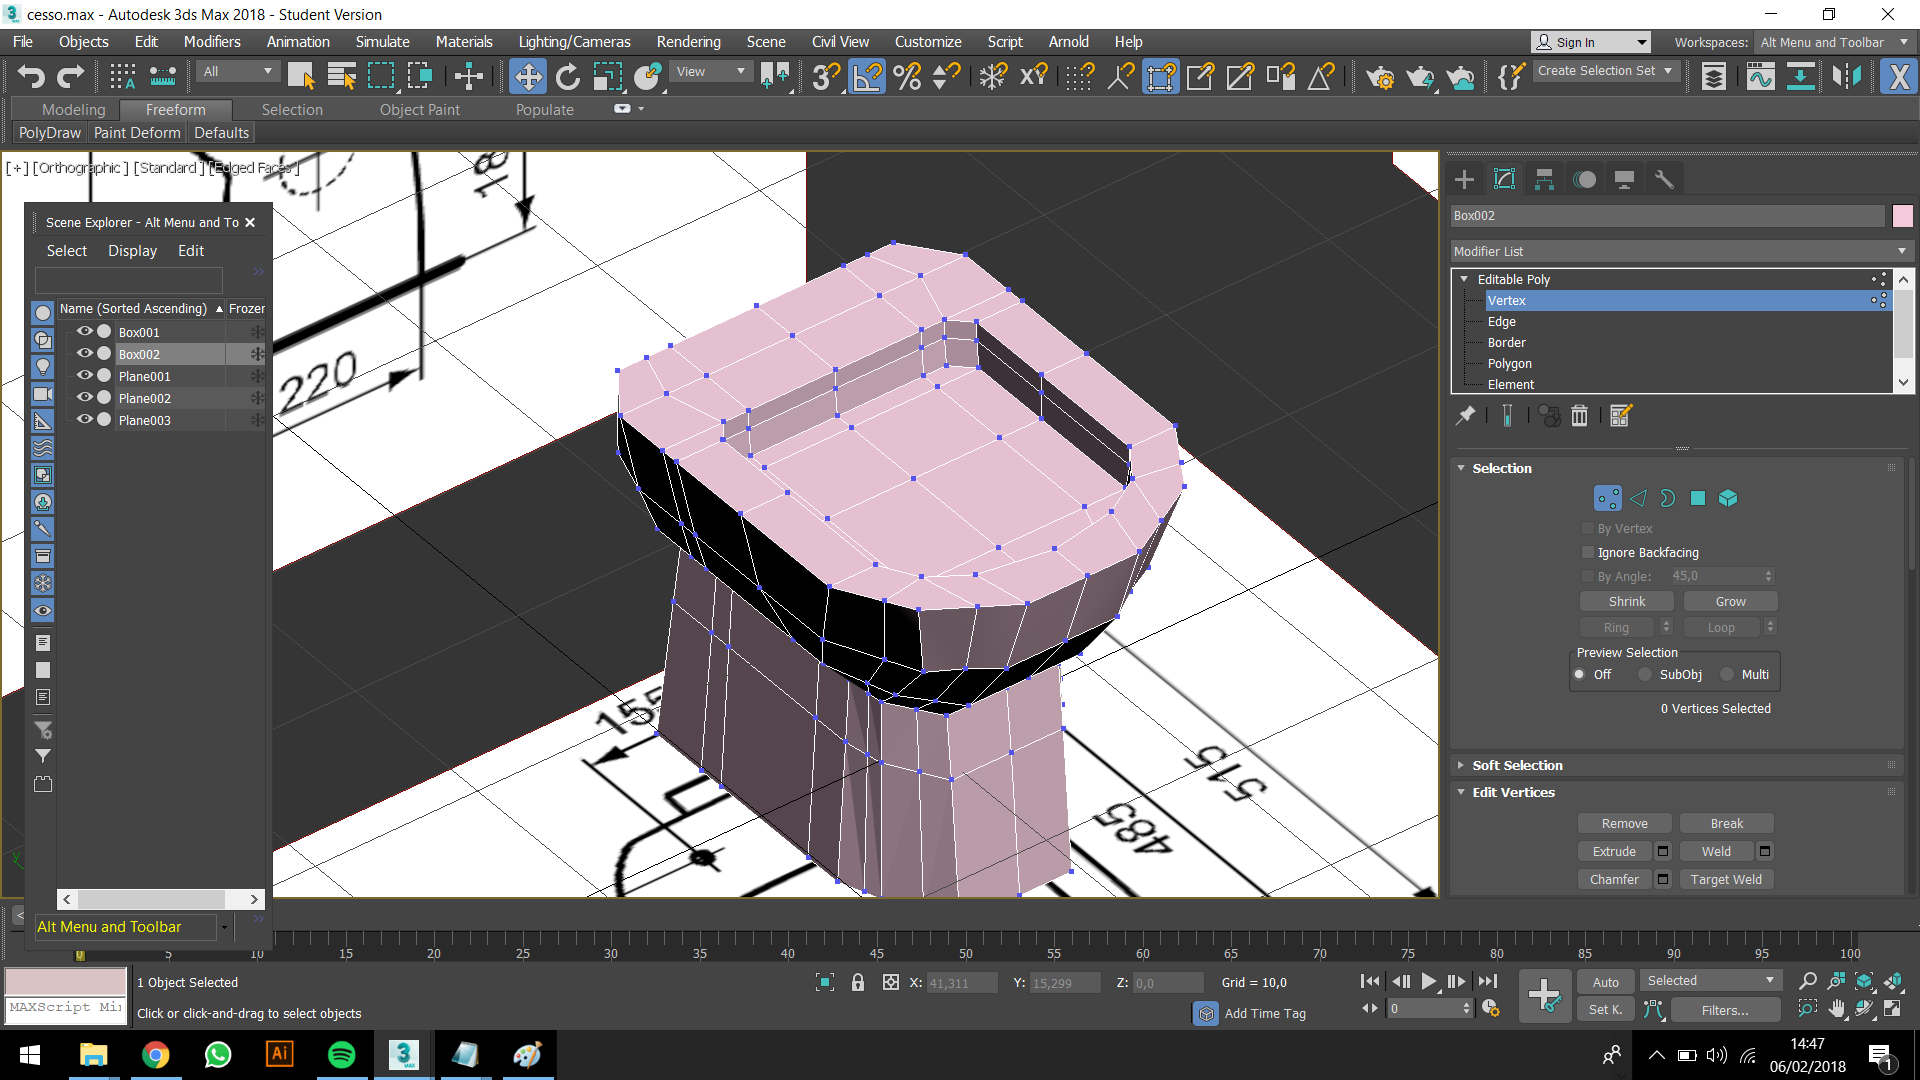 cesso.max - Autodesk 3ds Max 2018 - Student Version
File Objects Edit Modifiers Animation Simulate Materials Lighting/Cameras Rendering Scene Civil View Customize Script Arnold Help
Sign In
Workspaces: Alt Menu and Toolbar
All
View
Create Selection Set
Modeling Freeform Selection Object Paint Populate
PolyDraw Paint Deform Defaults
[+] [Orthographic ] [Standard ] [Edged Faces ]
Scene Explorer - Alt Menu and To
Select Display Edit
Name (Sorted Ascending) Frozen
Box001
Box002
Plane001
Plane002
Plane003
Alt Menu and Toolbar
18
220
155
515
485
Box002
Modifier List
Editable Poly
Vertex
Edge
Border
Polygon
Element
Selection
By Vertex
Ignore Backfacing
By Angle: 45,0
Shrink Grow
Ring Loop
Preview Selection
Off SubObj Multi
0 Vertices Selected
Soft Selection
Edit Vertices
Remove Break
Extrude Weld
Chamfer Target Weld
0 5 10 15 20 25 30 35 40 45 50 55 60 65 70 75 80 85 90 95 100
1 Object Selected
MAXScript Mi
Click or click-and-drag to select objects
X: 41,311 Y: 15,299 Z: 0,0 Grid = 10,0
Add Time Tag
0
Auto Selected
Set K. Filters...
Ai
3
MAX
14:47
06/02/2018
1